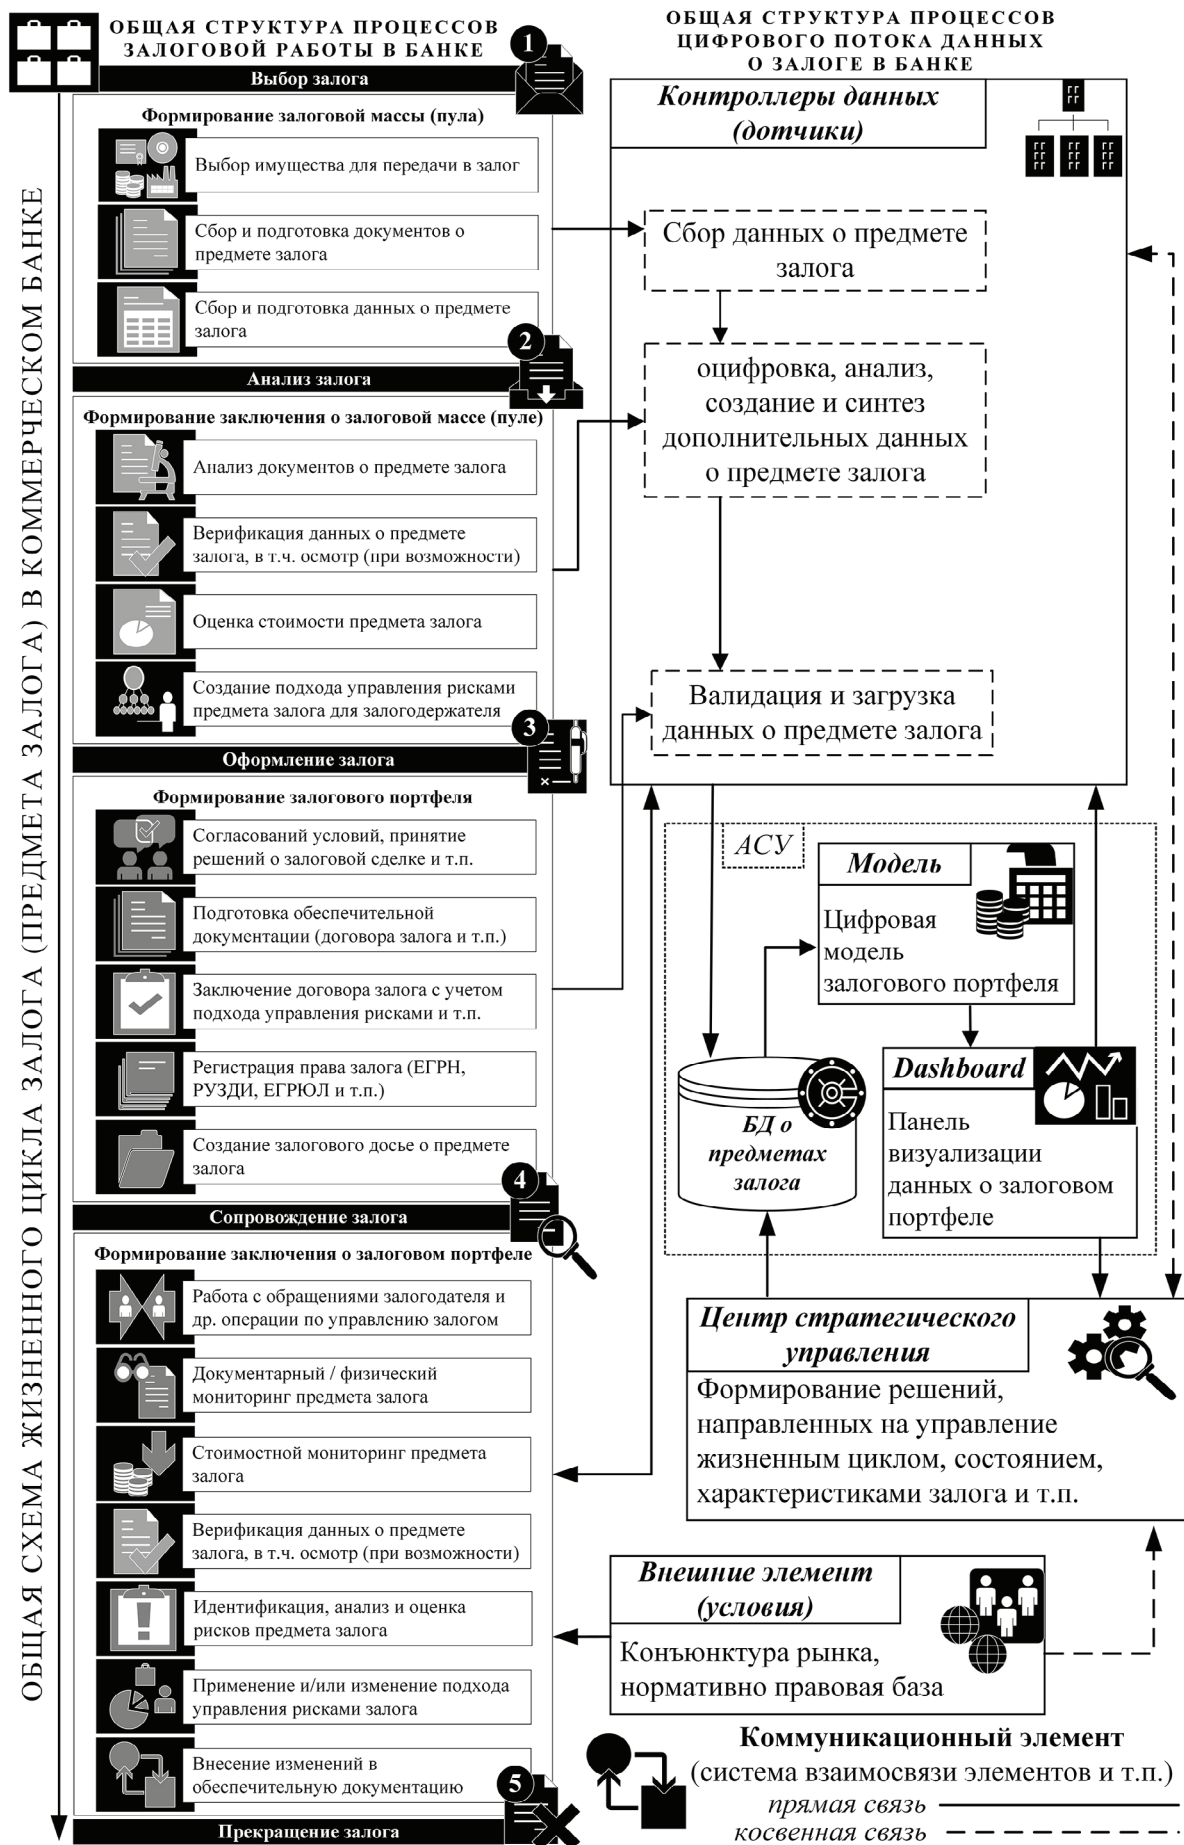 ОБЩАЯ СХЕМА ЖИЗНЕННОГО ЦИКЛА ЗАЛОГА (ПРЕДМЕТА ЗАЛОГА) В КОММЕРЧЕСКОМ БАНКЕ
ОБЩАЯ СТРУКТУРА ПРОЦЕССОВ
ЗАЛОГОВОЙ РАБОТЫ В БАНКЕ
1
Выбор залога
Формирование залоговой массы (пула)
Выбор имущества для передачи в залог
Сбор и подготовка документов о
предмете залога
Сбор и подготовка данных о предмете
залога
2
Анализ залога
Формирование заключения о залоговой массе (пуле)
Анализ документов о предмете залога
Верификация данных о предмете
залога, в т.ч. осмотр (при возможности)
Оценка стоимости предмета залога
Создание подхода управления рисками
предмета залога для залогодержателя
3
Оформление залога
Формирование залогового портфеля
Согласований условий, принятие
решений о залоговой сделке и т.п.
Подготовка обеспечительной
документации (договора залога и т.п.)
Заключение договора залога с учетом
подхода управления рисками и т.п.
Регистрация права залога (ЕГРН,
РУЗДИ, ЕГРЮЛ и т.п.)
Создание залогового досье о предмете
залога
4
Сопровождение залога
Формирование заключения о залоговом портфеле
Работа с обращениями залогодателя и
др. операции по управлению залогом
Документарный / физический
мониторинг предмета залога
Стоимостной мониторинг предмета
залога
Верификация данных о предмете
залога, в т.ч. осмотр (при возможности)
Идентификация, анализ и оценка
рисков предмета залога
Применение и/или изменение подхода
управления рисками залога
Внесение изменений в
обеспечительную документацию
5
Прекращение залога
ОБЩАЯ СТРУКТУРА ПРОЦЕССОВ
ЦИФРОВОГО ПОТОКА ДАННЫХ
О ЗАЛОГЕ В БАНКЕ
Контроллеры данных
(дотчики)
Сбор данных о предмете
залога
оцифровка, анализ,
создание и синтез
дополнительных данных
о предмете залога
Валидация и загрузка
данных о предмете залога
АСУ
Модель
Цифровая
модель
залогового портфеля
Dashboard
Панель
визуализации
данных о залоговом
портфеле
БД о
предметах
залога
Центр стратегического
управления
Формирование решений,
направленных на управление
жизненным циклом, состоянием,
характеристиками залога и т.п.
Внешние элемент
(условия)
Конъюнктура рынка,
нормативно правовая база
Коммуникационный элемент
(система взаимосвязи элементов и т.п.)
прямая связь
косвенная связь